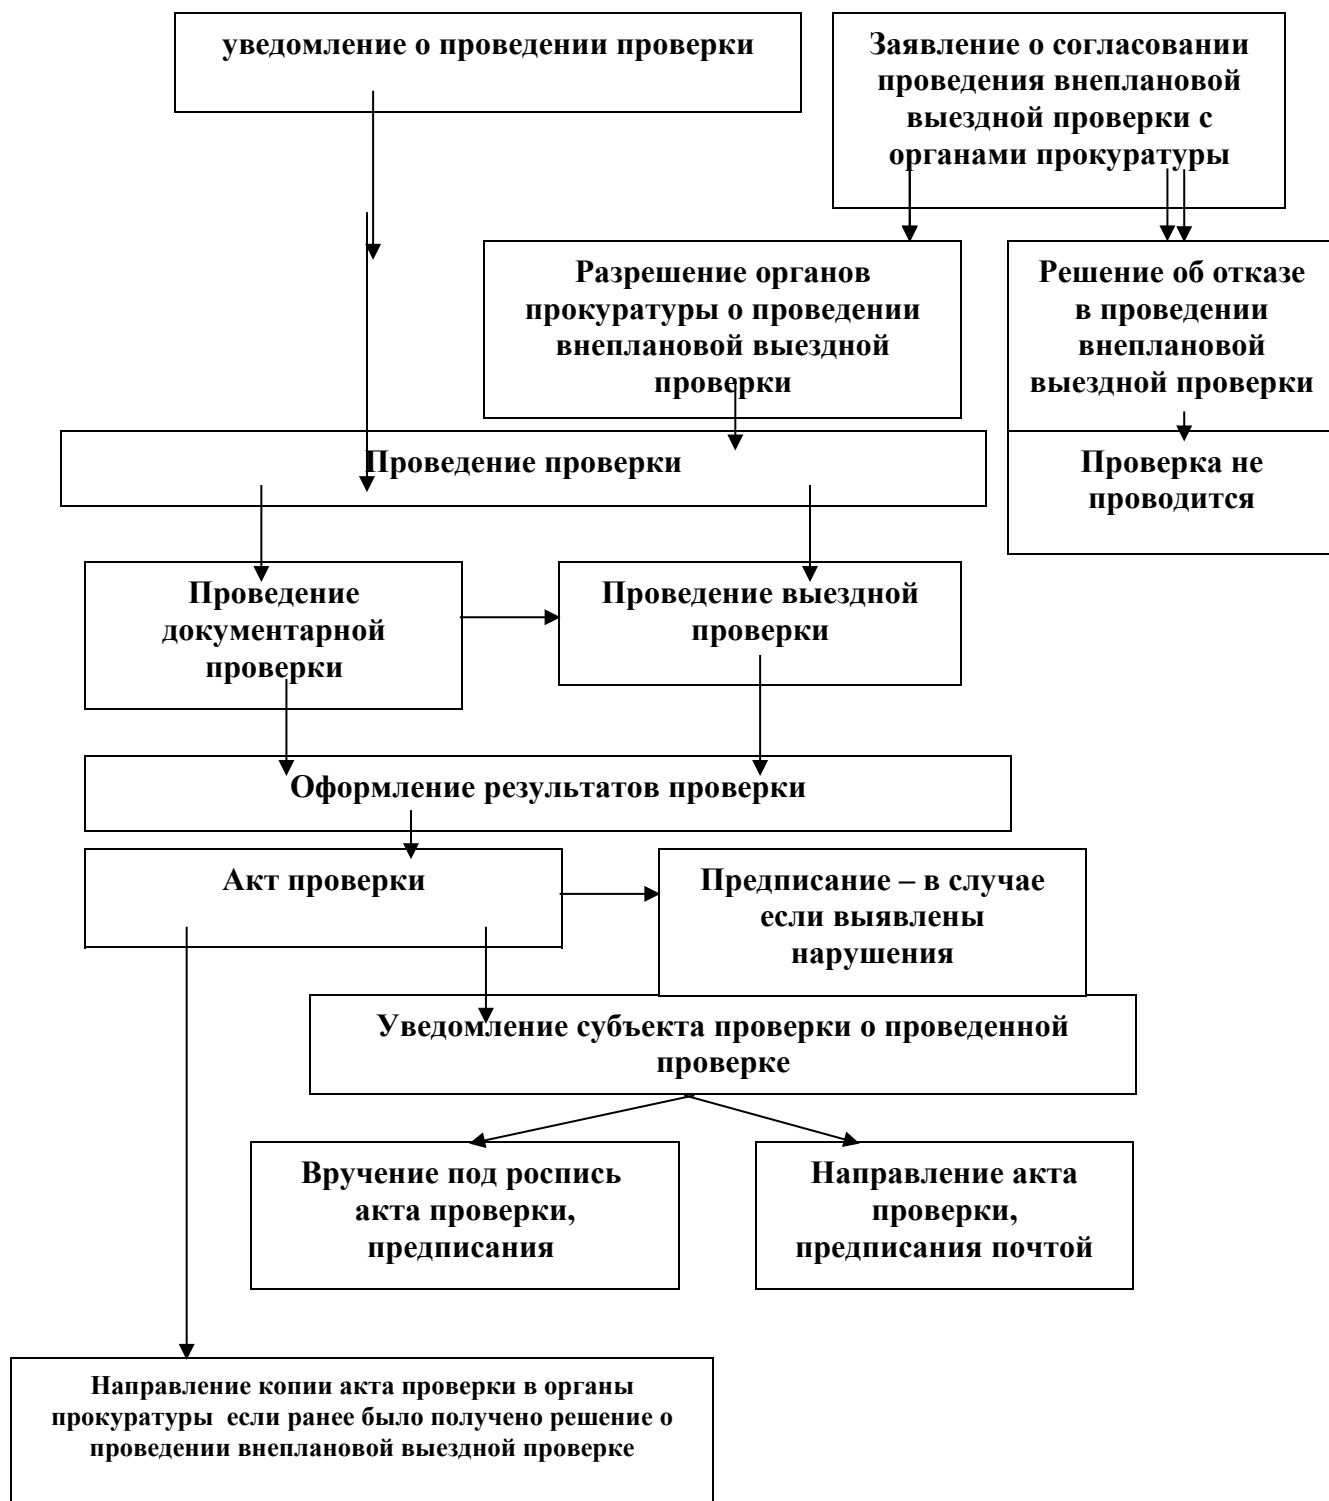 уведомление о проведении проверки
Заявление о согласовании
проведения внеплановой
выездной проверки с
органами прокуратуры
Разрешение органов
прокуратуры о проведении
внеплановой выездной
проверки
Решение об отказе
в проведении
внеплановой
выездной проверки
Проведение проверки
Проверка не
проводится
Проведение
документарной
проверки
Проведение выездной
проверки
Оформление результатов проверки
Акт проверки
Предписание – в случае
если выявлены
нарушения
Уведомление субъекта проверки о проведенной
проверке
Вручение под роспись
акта проверки,
предписания
Направление акта
проверки,
предписания почтой
Направление копии акта проверки в органы
прокуратуры если ранее было получено решение о
проведении внеплановой выездной проверке